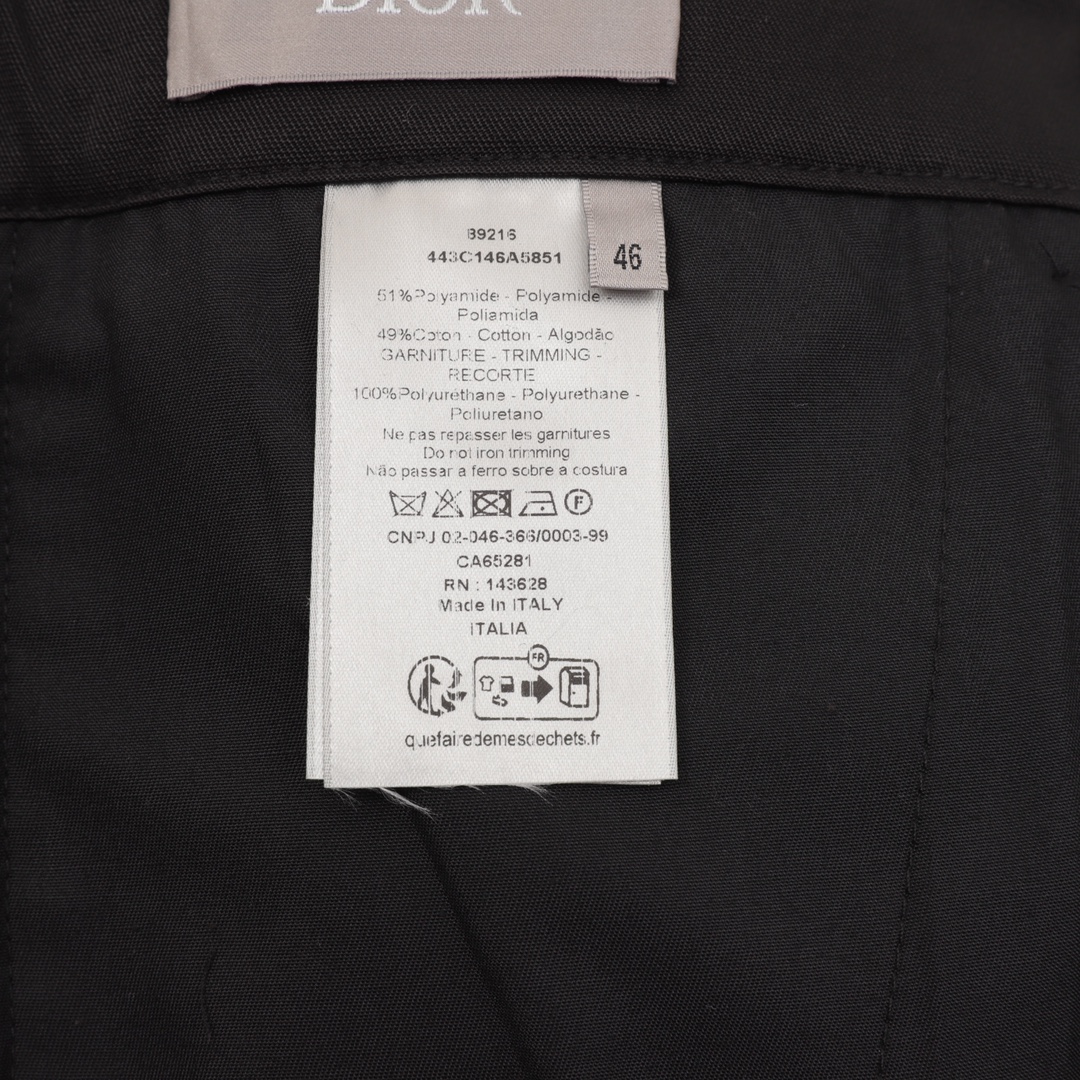 DIOR
46
B9216
443C146A5851
51%Polyamide - Polyamide -
Poliamida
49%Coton - Cotton - Algodão
GARNITURE - TRIMMING -
RECORTE
100%Polyuréthane - Polyurethane -
Poliuretano
Ne pas repasser les garnitures
Do not iron trimming
Não passar a ferro sobre a costura
F
CNPJ 02-046-366/0003-99
CA65281
RN : 143628
Made In ITALY
ITALIA
FR
quefairedemesdechets.fr